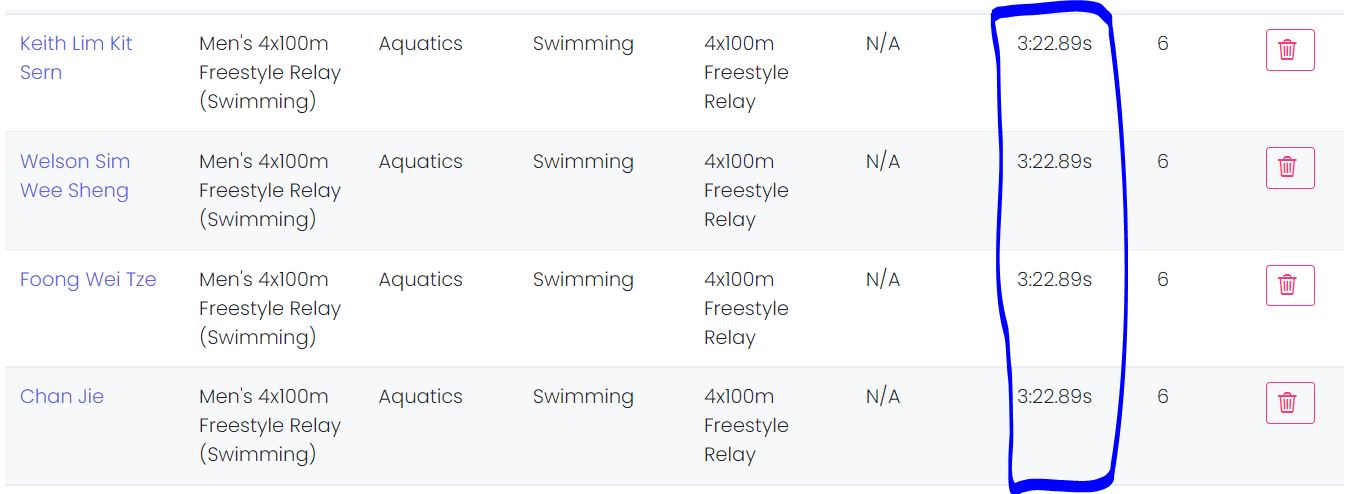 Keith Lim Kit Men's 4x100m Aquatics Swimming 4x100m N/A 3:22.89s 6
Sern Freestyle Relay Freestyle
(Swimming) Relay
Welson Sim Men's 4x100m Aquatics Swimming 4x100m N/A 3:22.89s 6
Wee Sheng Freestyle Relay Freestyle
(Swimming) Relay
Foong Wei Tze Men's 4x100m Aquatics Swimming 4x100m N/A 3:22.89s 6
Freestyle Relay Freestyle
(Swimming) Relay
Chan Jie Men's 4x100m Aquatics Swimming 4x100m N/A 3:22.89s 6
Freestyle Relay Freestyle
(Swimming) Relay